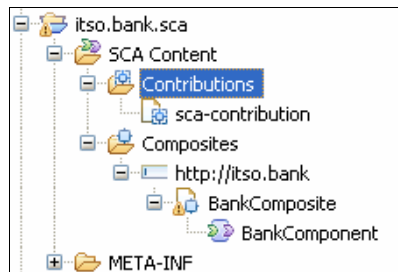 itso.bank.sca
SCA Content
Contributions
sca-contribution
Composites
http://itso.bank
BankComposite
BankComponent
META-INF